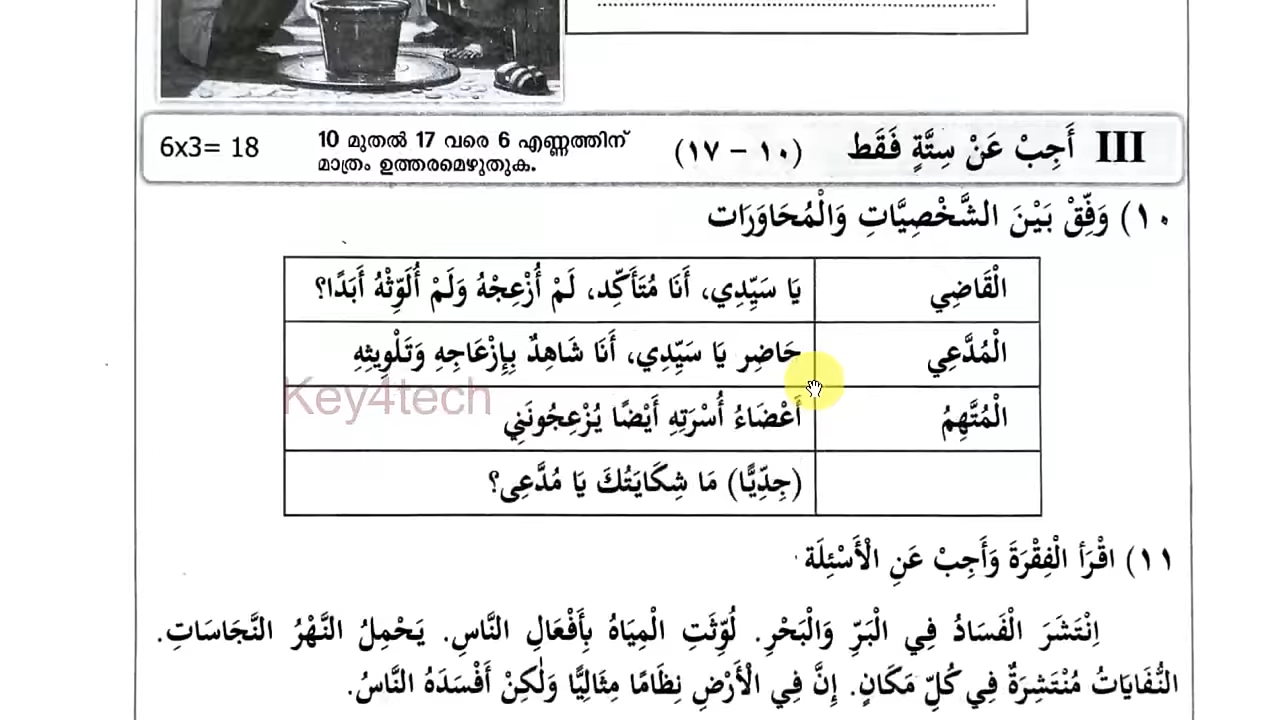 III أَجِبْ عَنْ سِتَّةٍ فَقَط (١٠ – ١٧) 10 മുതൽ 17 വരെ 6 എണ്ണത്തിന് മാത്രം ഉത്തരമെഴുതുക. 6x3= 18
١٠) وَفِّقْ بَيْنَ الشَّخْصِيَّاتِ وَالْمُحَاوَرَات
الْقَاضِي يَا سَيِّدِي، أَنَا مُتَأَكِّد، لَمْ أُزْعِجْهُ وَلَمْ أُلَوِّثْهُ أَبَدًا؟
الْمُدَّعِي حَاضِر يَا سَيِّدِي، أَنَا شَاهِدٌ بِإِزْعَاجِهِ وَتَلْوِيثِهِ
الْمُتَّهِمُ أَعْضَاءُ أُسْرَتِهِ أَيْضًا يُزْعِجُونَنِي
(جِدِّيًّا) مَا شِكَايَتُكَ يَا مُدَّعِى؟
Key4tech
١١) اقْرَأ الْفِقْرَةَ وَأَجِبْ عَنِ الْأَسْئِلَة
اِنْتَشَرَ الْفَسَادُ فِي الْبَرِّ وَالْبَحْرِ. لُوِّثَتِ الْمِيَاهُ بِأَفْعَالِ النَّاسِ. يَحْمِلُ النَّهْرُ النَّجَاسَاتِ.
النُّفَايَاتُ مُنْتَشِرَةٌ فِي كُلِّ مَكَانٍ. إِنَّ فِي الْأَرْضِ نِظَامًا مِثَالِيًّا وَلٰكِنْ أَفْسَدَهُ النَّاسُ.